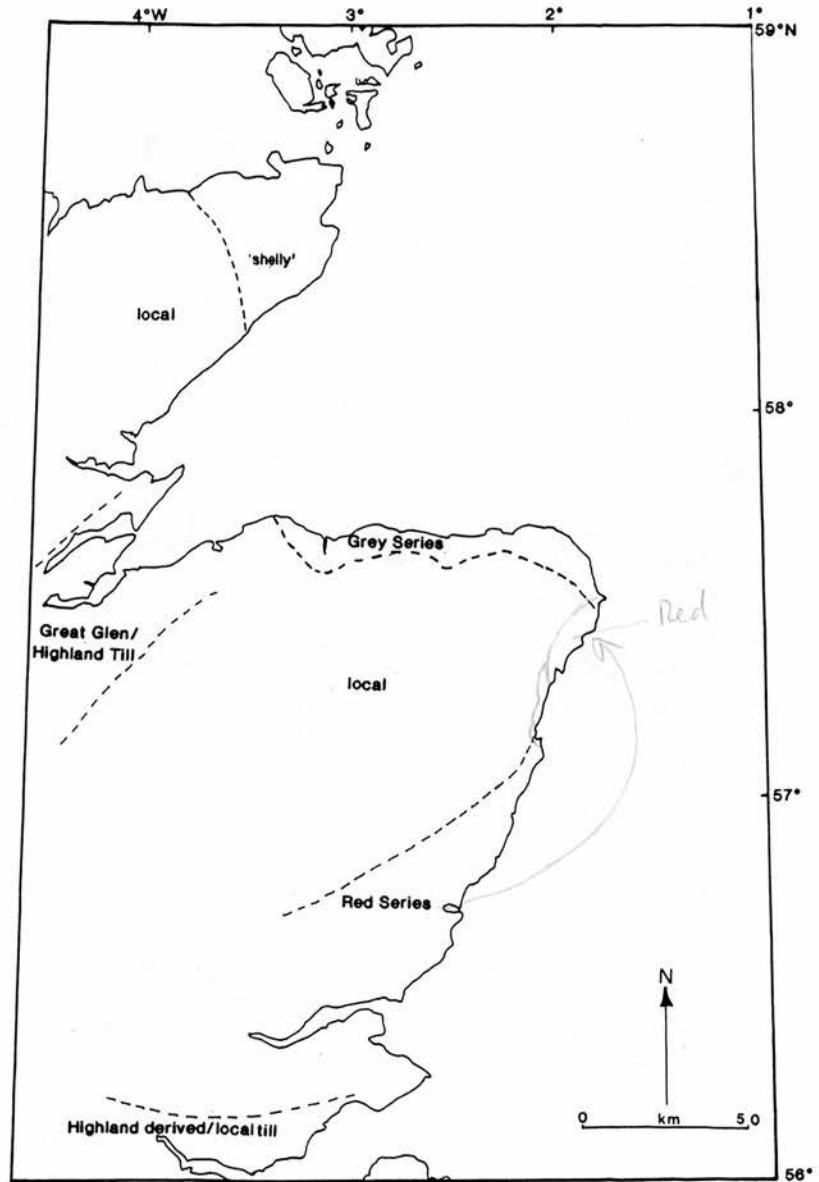 4°W 3° 2° 1°
59°N
'shelly'
local
58°
Grey Series
Red
Great Glen/
Highland Till
local
57°
Red Series
N
Highland derived/local till
0 km 50
56°